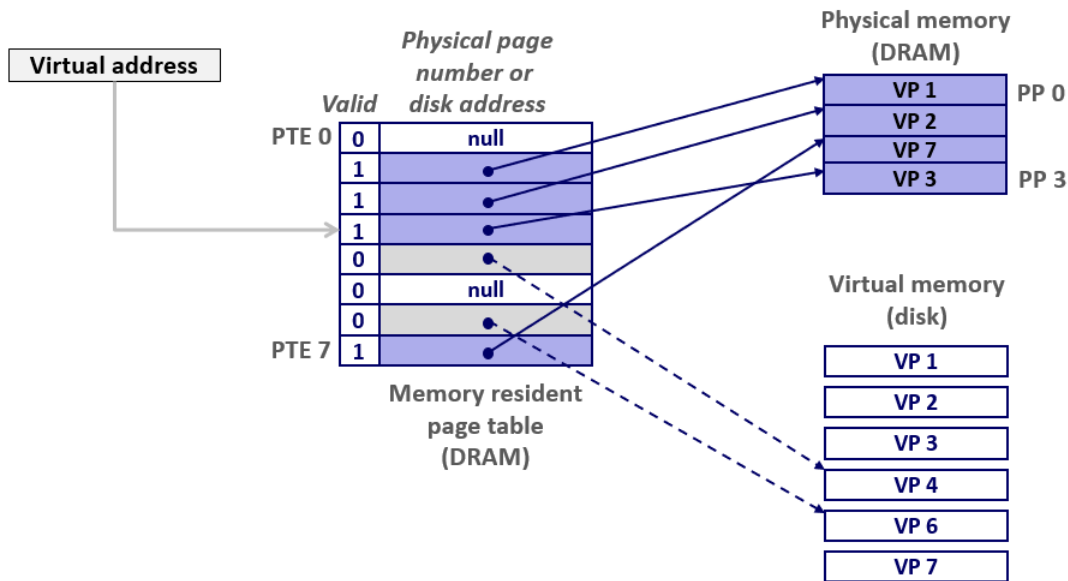 Virtual address
Physical page
number or
disk address
Valid
PTE 0
0
null
1
1
1
0
0
null
0
PTE 7
1
Memory resident
page table
(DRAM)
Physical memory
(DRAM)
VP 1
PP 0
VP 2
VP 7
VP 3
PP 3
Virtual memory
(disk)
VP 1
VP 2
VP 3
VP 4
VP 6
VP 7